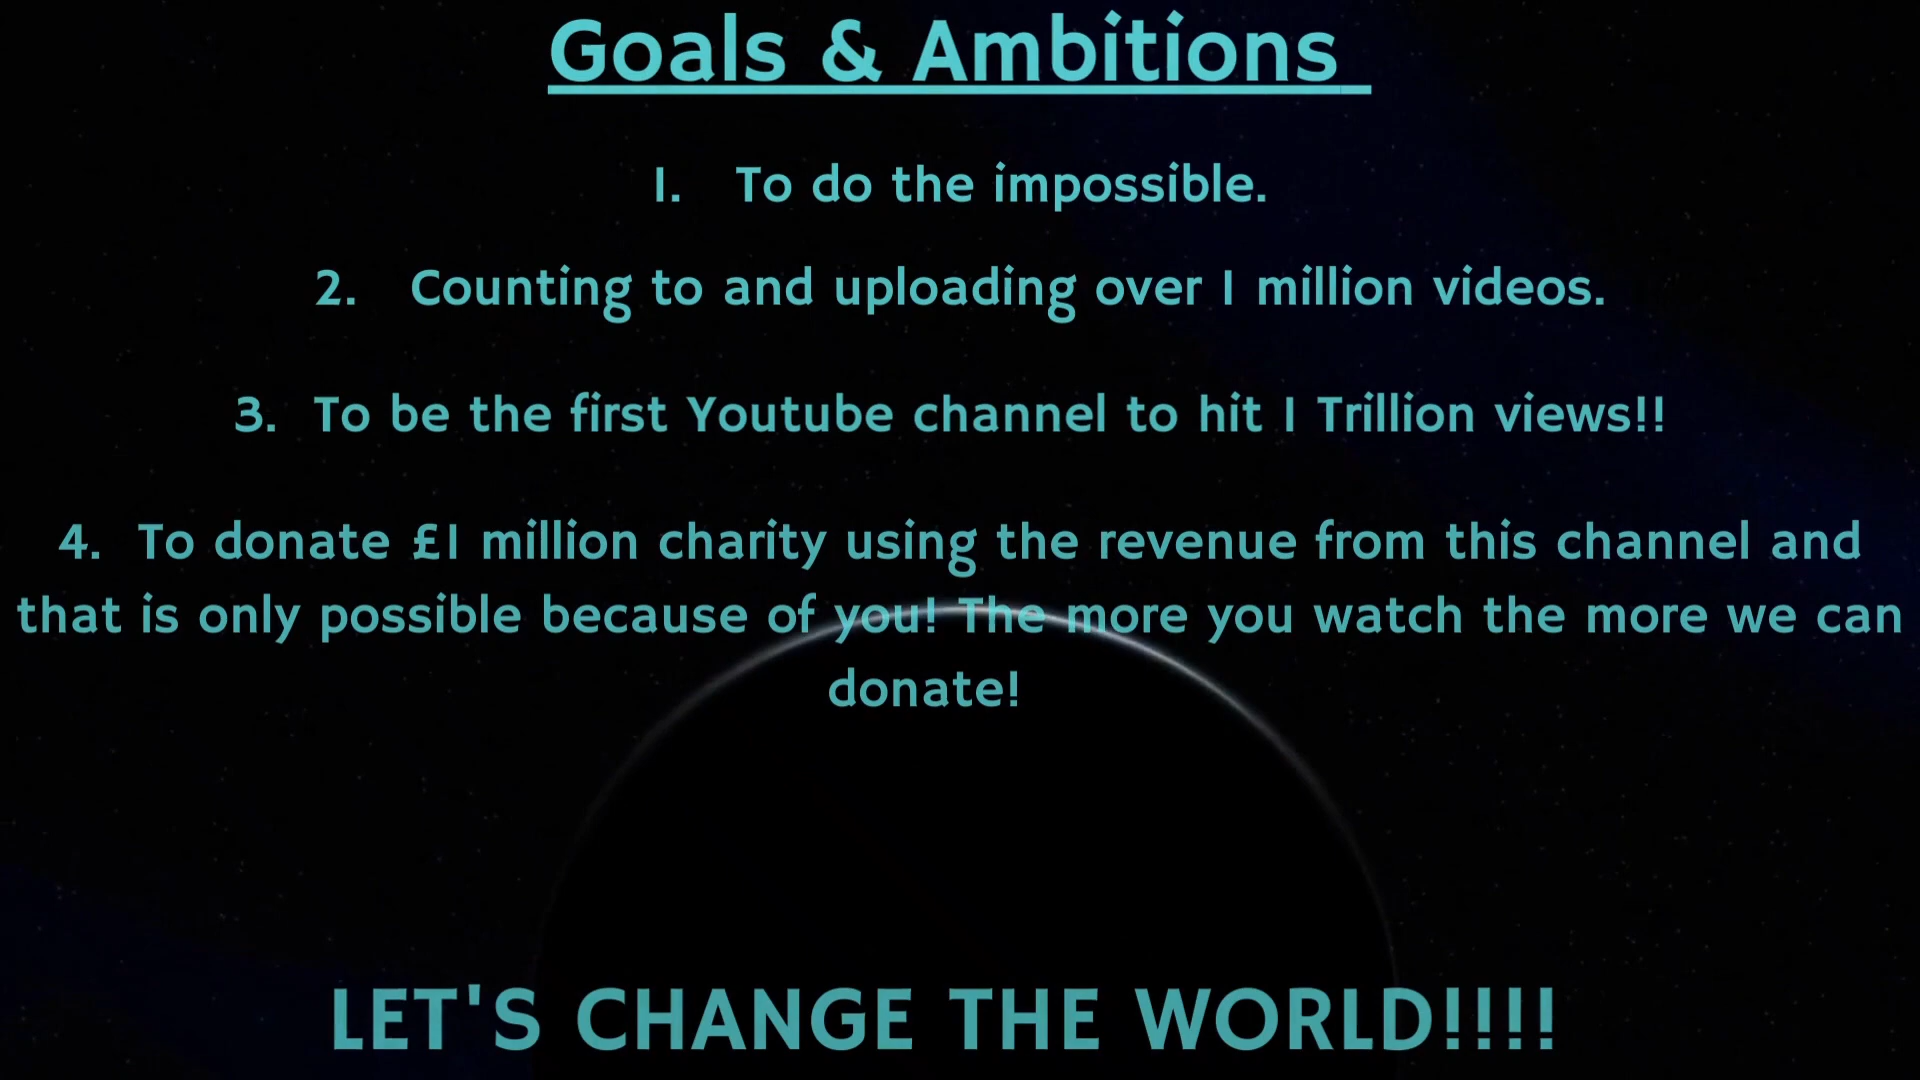 Goals & Ambitions
1. To do the impossible.
2. Counting to and uploading over 1 million videos.
3. To be the first Youtube channel to hit 1 Trillion views!!
4. To donate £1 million charity using the revenue from this channel and
that is only possible because of you! The more you watch the more we can
donate!
LET'S CHANGE THE WORLD!!!!